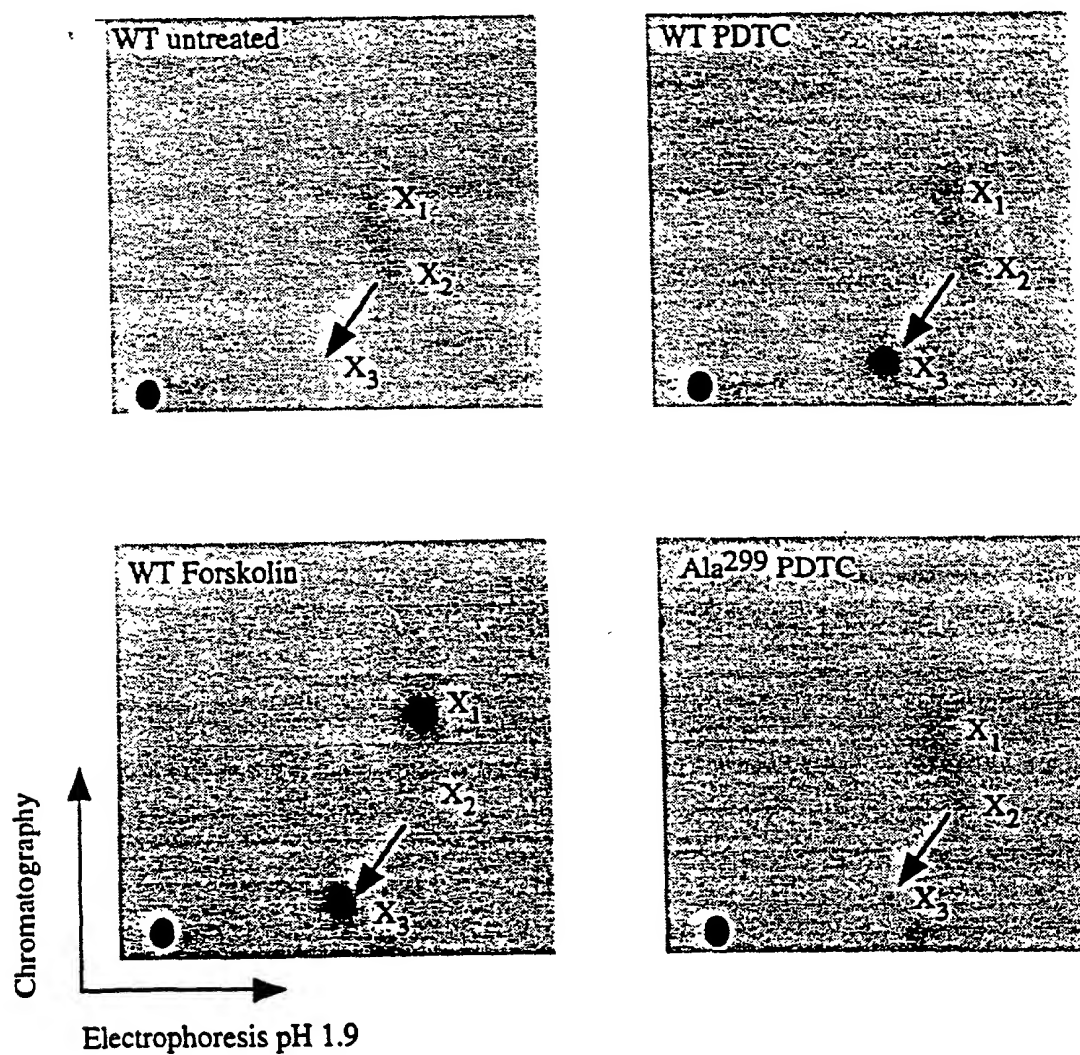 WT untreated
X₁
X₂
X₃
WT PDTC
X₁
X₂
X₃
WT Forskolin
X₁
X₂
X₃
Ala²⁹⁹ PDTC
X₁
X₂
X₃
Chromatography
Electrophoresis pH 1.9